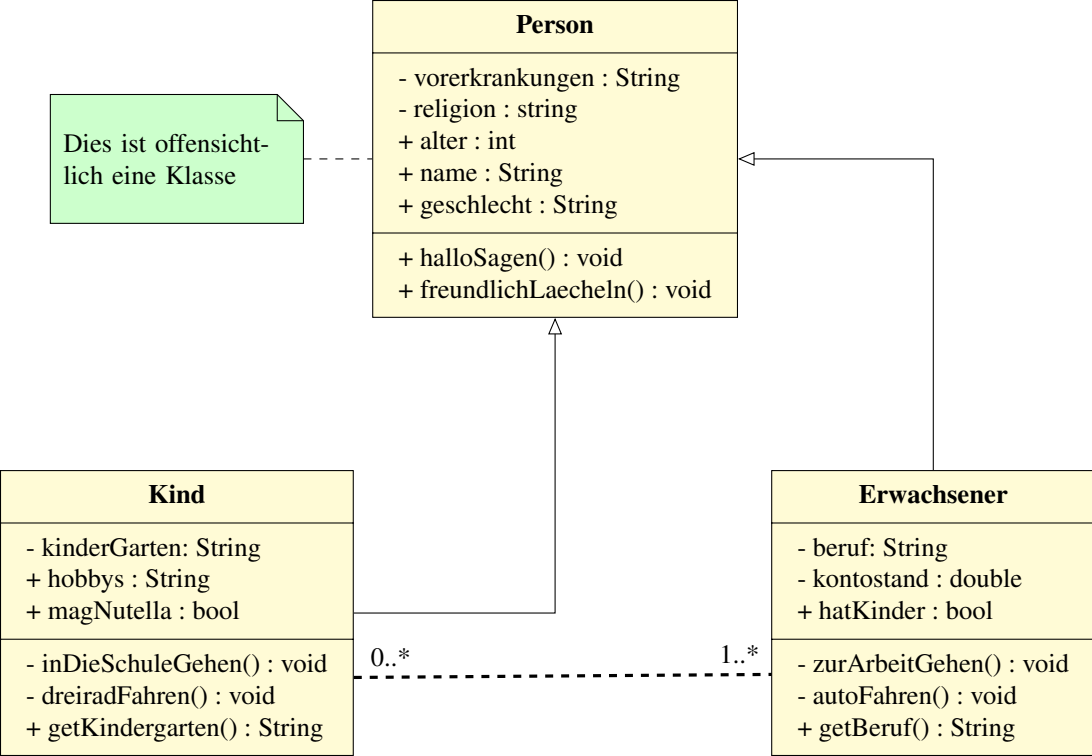 Person
- vorerkrankungen : String
- religion : string
+ alter : int
+ name : String
+ geschlecht : String
+ halloSagen() : void
+ freundlichLaecheln() : void
Dies ist offensicht-
lich eine Klasse
Kind
- kinderGarten: String
+ hobbys : String
+ magNutella : bool
- inDieSchuleGehen() : void
- dreiradFahren() : void
+ getKindergarten() : String
0..*
1..*
Erwachsener
- beruf: String
- kontostand : double
+ hatKinder : bool
- zurArbeitGehen() : void
- autoFahren() : void
+ getBeruf() : String